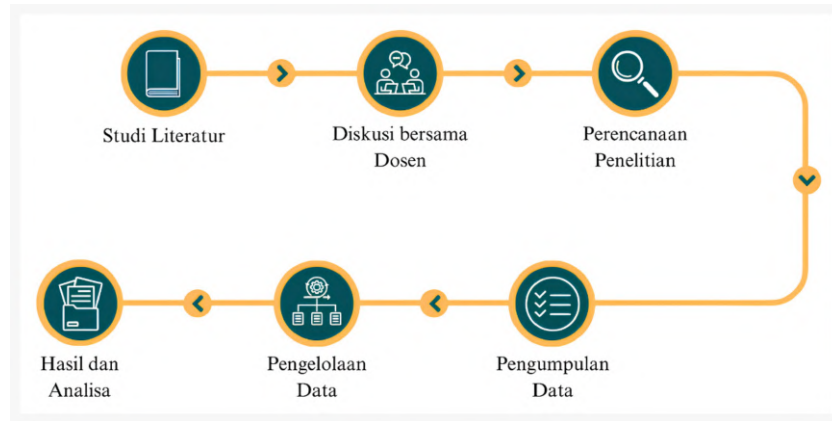 Studi Literatur
Diskusi bersama
Dosen
Perencanaan
Penelitian
Pengumpulan
Data
Pengelolaan
Data
Hasil dan
Analisa